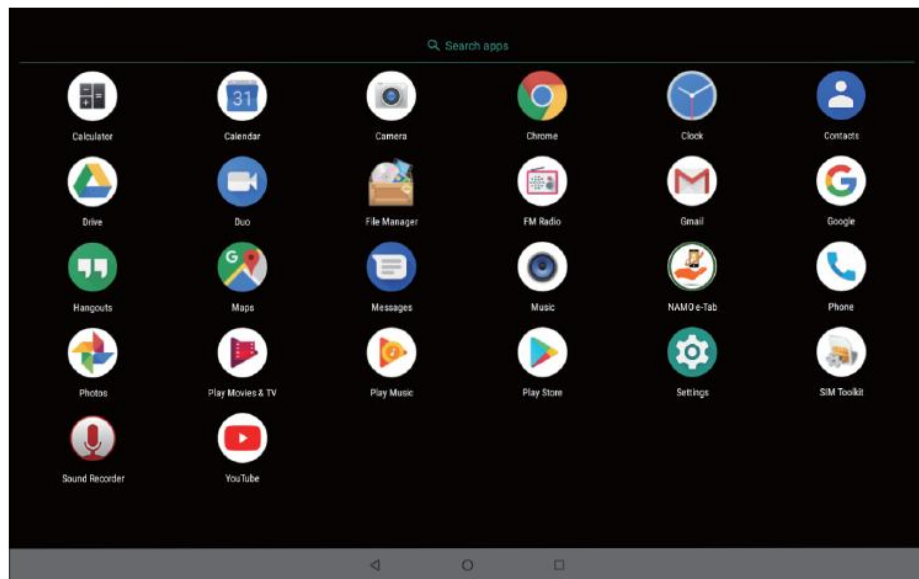 Search apps
Calculator Calendar Camera Chrome Clock Contacts
Drive Duo File Manager FM Radio Gmail Google
Hangouts Maps Messages Music NAMO e-Tab Phone
Photos Play Movies & TV Play Music Play Store Settings SIM Toolkit
Sound Recorder YouTube
31
G